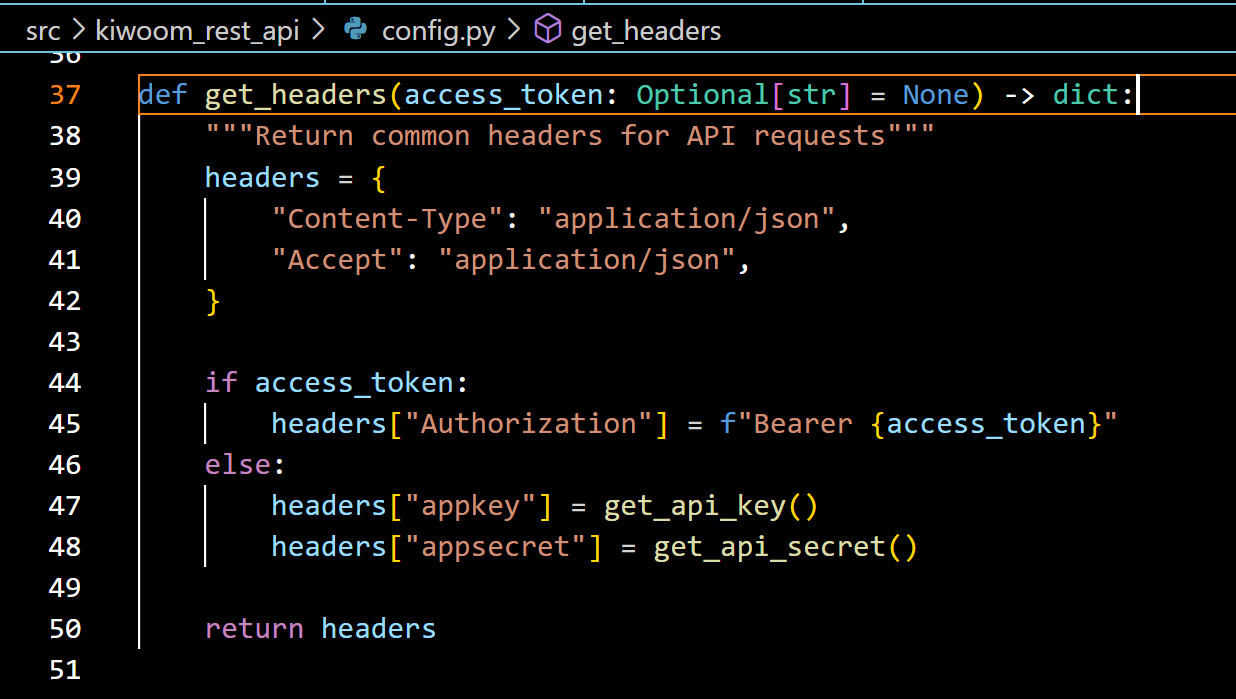 src > kiwoom_rest_api > config.py > get_headers
36
37 def get_headers(access_token: Optional[str] = None) -> dict:
38     """Return common headers for API requests"""
39     headers = {
40         "Content-Type": "application/json",
41         "Accept": "application/json",
42     }
43
44     if access_token:
45         headers["Authorization"] = f"Bearer {access_token}"
46     else:
47         headers["appkey"] = get_api_key()
48         headers["appsecret"] = get_api_secret()
49
50     return headers
51